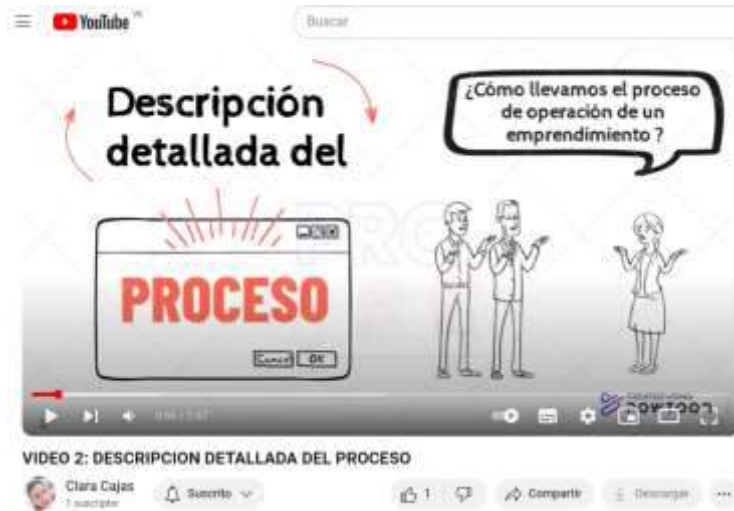 YouTube
Buscar
Descripción
detallada del
¿Cómo llevamos el proceso
de operación de un
emprendimiento ?
PROCESO
Cancel OK
POWTOON
VIDEO 2: DESCRIPCION DETALLADA DEL PROCESO
Clara Cajas
1 suscriptor
Suscrito
1
Compartir
Descargar